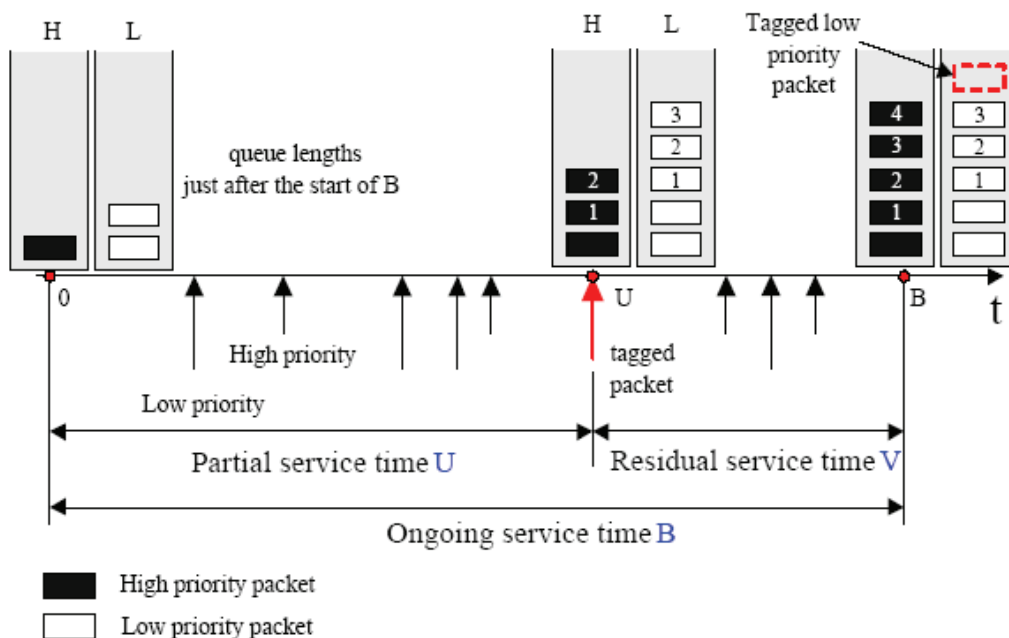 H L
H L
Tagged low
priority
packet
queue lengths
just after the start of B
3
2
2 1
1
4 3
3 2
2 1
1
0
U
B
t
High priority
tagged
packet
Low priority
Partial service time U
Residual service time V
Ongoing service time B
High priority packet
Low priority packet